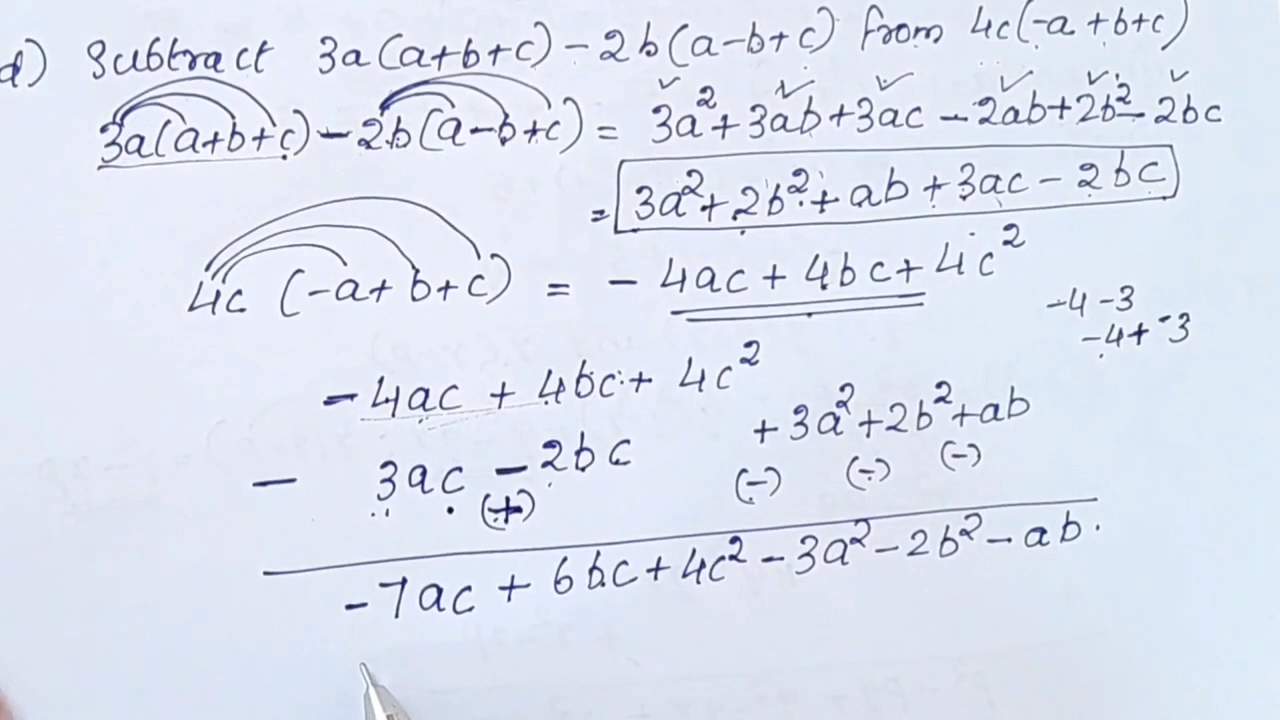 d) Subtract 3a(a+b+c) - 2b(a-b+c) from 4c(-a+b+c)
3a(a+b+c) - 2b(a-b+c) = 3a²+3ab+3ac-2ab+2b²-2bc
= 3a²+2b²+ab+3ac-2bc
4c (-a+b+c) = -4ac+4bc+4c²
-4-3
-4+-3
-4ac + 4bc + 4c²
+3a²+2b²+ab
- 3ac - 2bc
(-) (-) (-)
(+)
-7ac + 6bc + 4c² - 3a² - 2b² - ab.